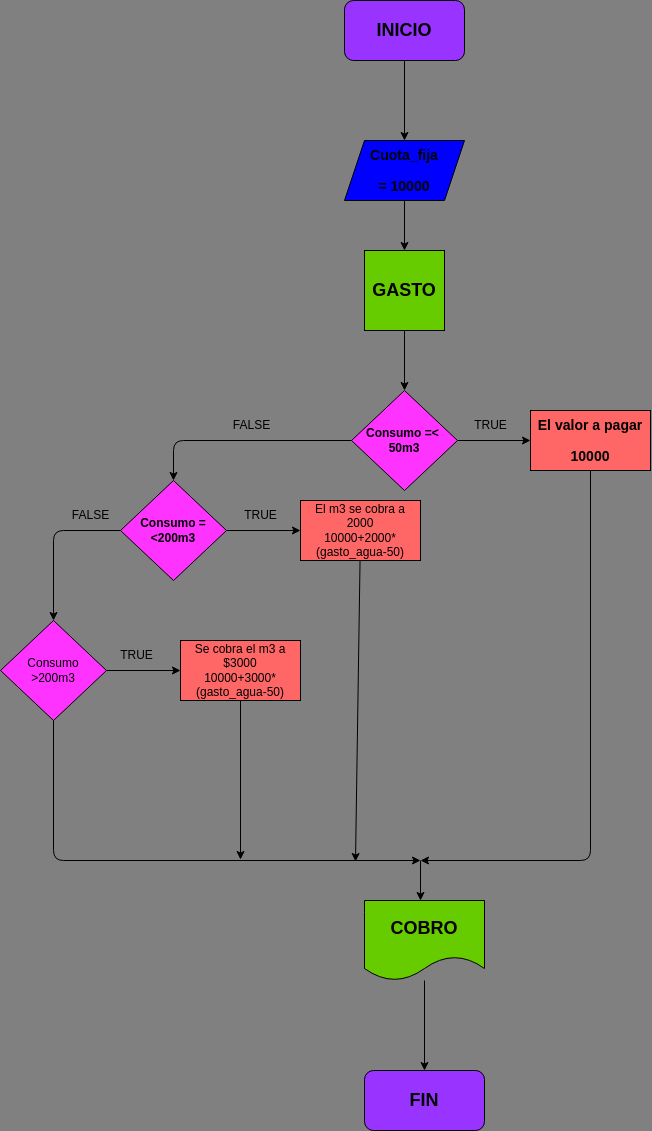 INICIO
Cuota fija
= 10000
GASTO
Consumo =<
50m3
TRUE
El valor a pagar
10000
FALSE
Consumo =
<200m3
TRUE
El m3 se cobra a
2000
10000+2000*
(gasto_agua-50)
FALSE
Consumo
>200m3
TRUE
Se cobra el m3 a
$3000
10000+3000*
(gasto_agua-50)
COBRO
FIN